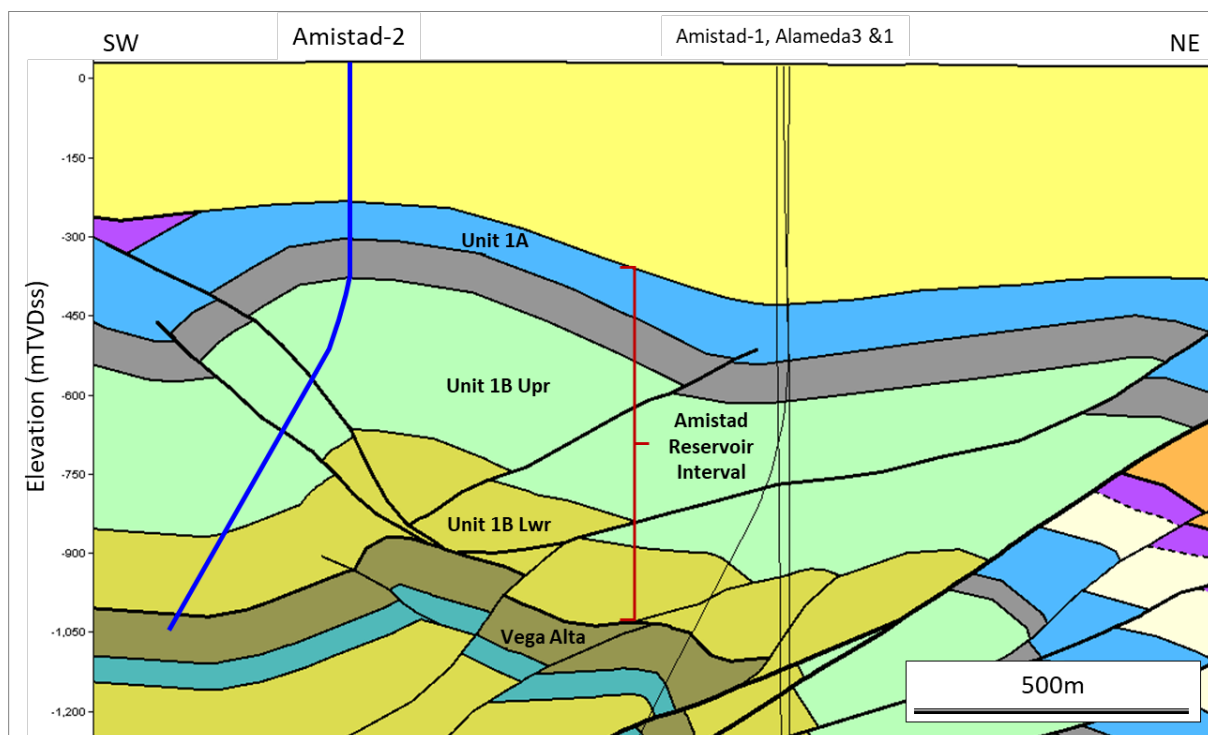 SW
Amistad-2
Amistad-1, Alameda3 &1
NE
Elevation (mTVDss)
0
-150
-300
-450
-600
-750
-900
-1,050
-1,200
Unit 1A
Unit 1B Upr
Amistad
Reservoir
Interval
Unit 1B Lwr
Vega Alta
500m